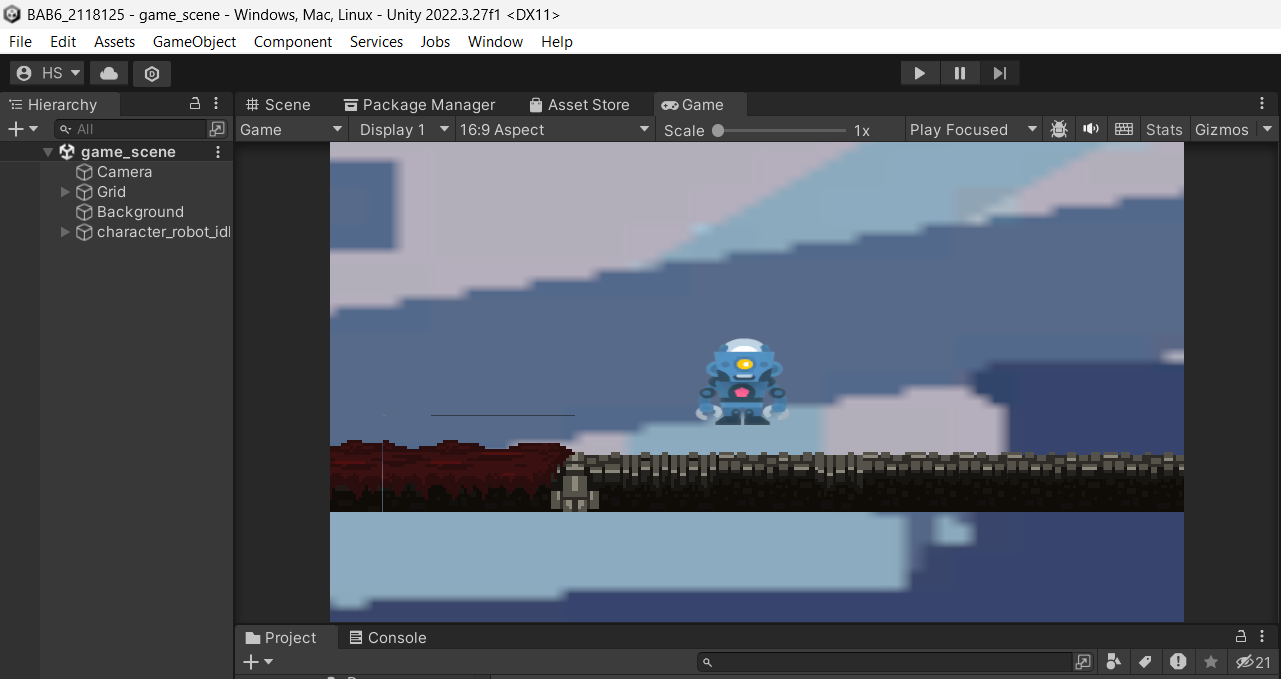 BAB6_2118125 - game_scene - Windows, Mac, Linux - Unity 2022.3.27f1 <DX11>
File Edit Assets GameObject Component Services Jobs Window Help
HS
Hierarchy
All
game_scene
Camera
Grid
Background
character_robot_idl
Scene Package Manager Asset Store Game
Game Display 1 16:9 Aspect Scale 1x Play Focused Stats Gizmos
Project Console
21